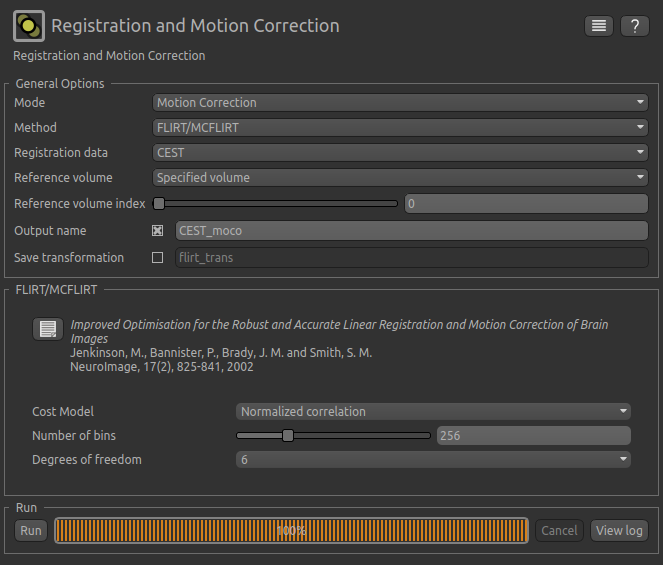 Registration and Motion Correction
?
Registration and Motion Correction
General Options
Mode Motion Correction
Method FLIRT/MCFLIRT
Registration data CEST
Reference volume Specified volume
Reference volume index 0
Output name CEST_moco
Save transformation flirt_trans
FLIRT/MCFLIRT
Improved Optimisation for the Robust and Accurate Linear Registration and Motion Correction of Brain
Images
Jenkinson, M., Bannister, P., Brady, J. M. and Smith, S. M.
NeuroImage, 17(2), 825-841, 2002
Cost Model Normalized correlation
Number of bins 256
Degrees of freedom 6
Run
Run 100% Cancel View log